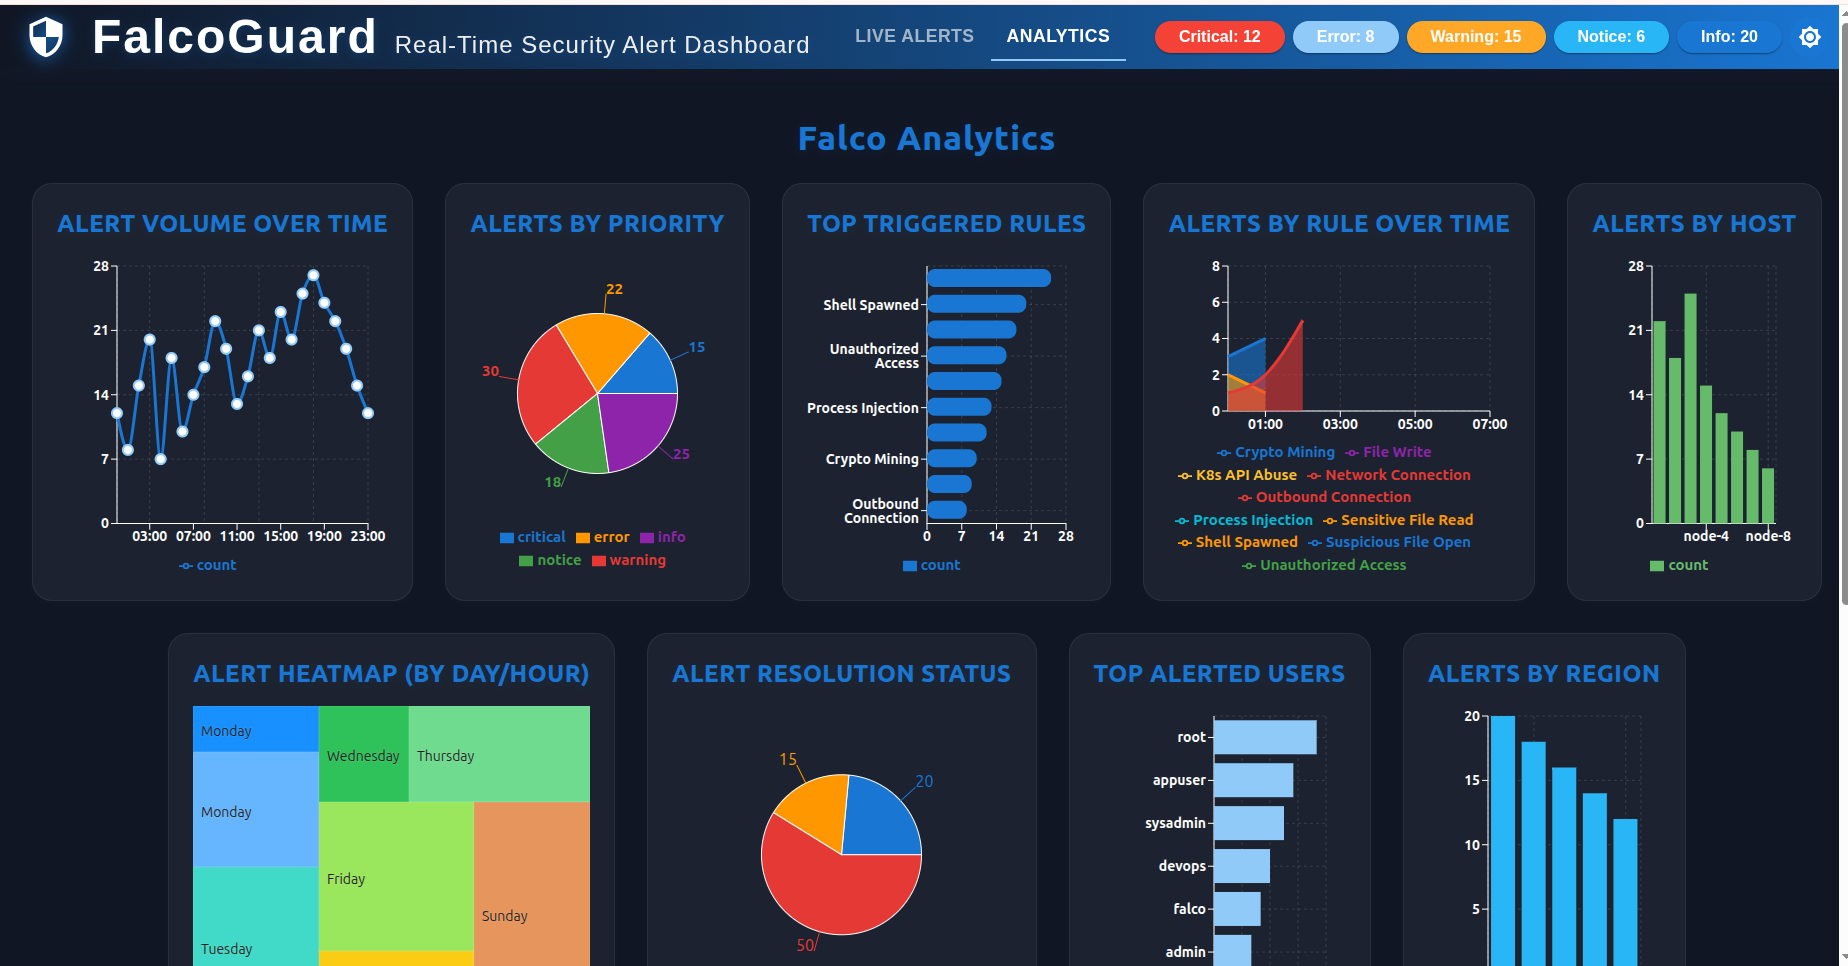 FalcoGuard Real-Time Security Alert Dashboard LIVE ALERTS ANALYTICS Critical: 12 Error: 8 Warning: 15 Notice: 6 Info: 20
Falco Analytics
ALERT VOLUME OVER TIME
28
21
14
7
0
03:00 07:00 11:00 15:00 19:00 23:00
count
ALERTS BY PRIORITY
22
15
30
25
18
critical error info
notice warning
TOP TRIGGERED RULES
Shell Spawned
Unauthorized
Access
Process Injection
Crypto Mining
Outbound
Connection
0 7 14 21 28
count
ALERTS BY RULE OVER TIME
8
6
4
2
0
01:00 03:00 05:00 07:00
Crypto Mining File Write
K8s API Abuse Network Connection
Outbound Connection
Process Injection Sensitive File Read
Shell Spawned Suspicious File Open
Unauthorized Access
ALERTS BY HOST
28
21
14
7
0
node-4 node-8
count
ALERT HEATMAP (BY DAY/HOUR)
Monday
Wednesday Thursday
Monday
Friday
Sunday
Tuesday
ALERT RESOLUTION STATUS
15
20
50
TOP ALERTED USERS
root
appuser
sysadmin
devops
falco
admin
ALERTS BY REGION
20
15
10
5